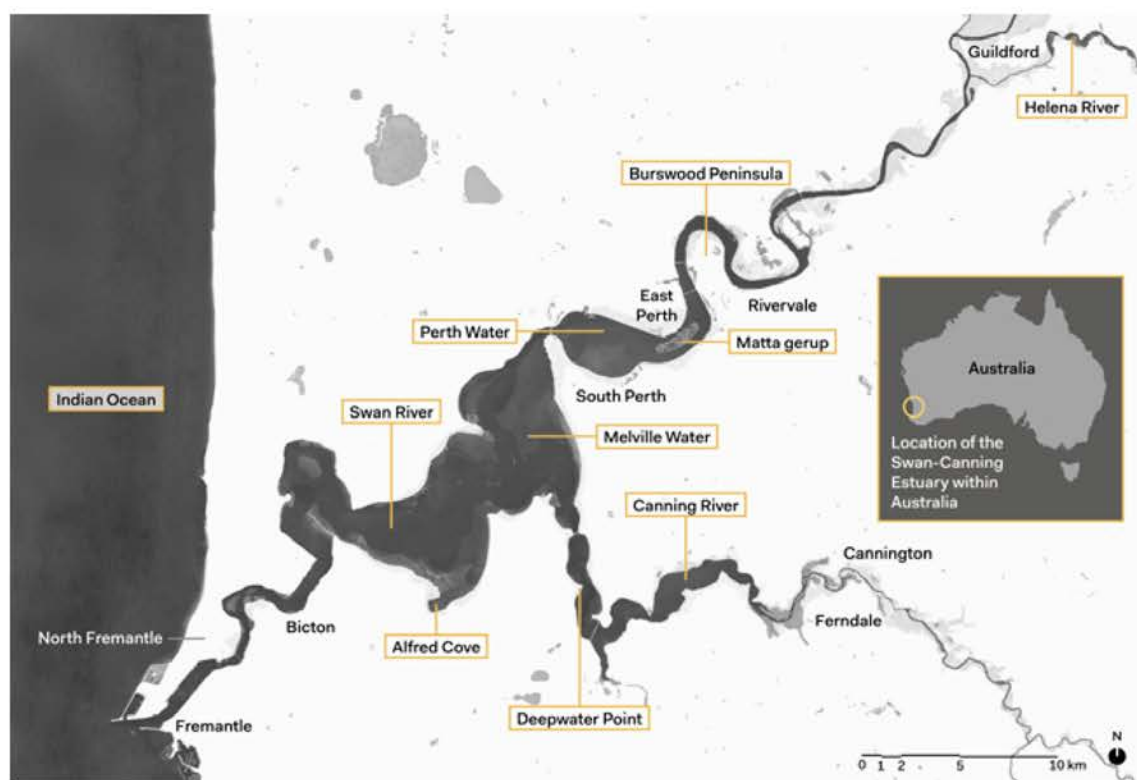 Guildford
Helena River
Burswood Peninsula
East
Perth
Rivervale
Perth Water
Matta gerup
Australia
Indian Ocean
South Perth
Swan River
Melville Water
Location of the
Swan-Canning
Estuary within
Australia
Canning River
Cannington
North Fremantle
Bicton
Ferndale
Alfred Cove
Deepwater Point
Fremantle
N
0 1 2 5 10 km